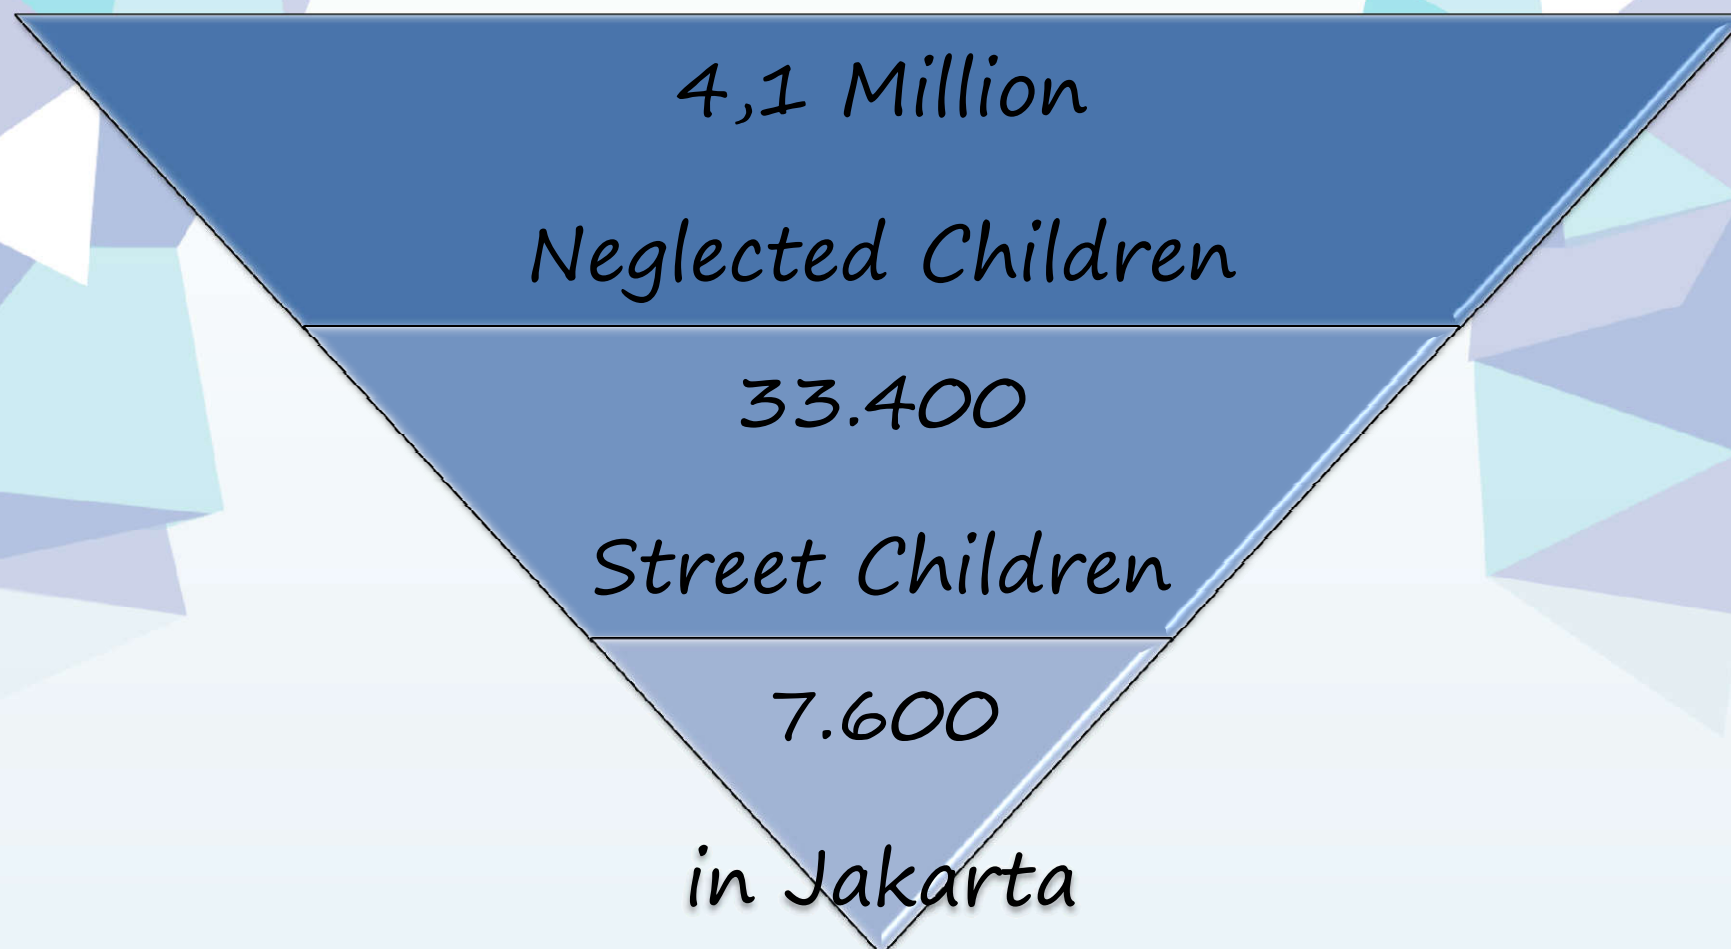 4,1 Million
Neglected Children
33.400
Street Children
7.600
in Jakarta